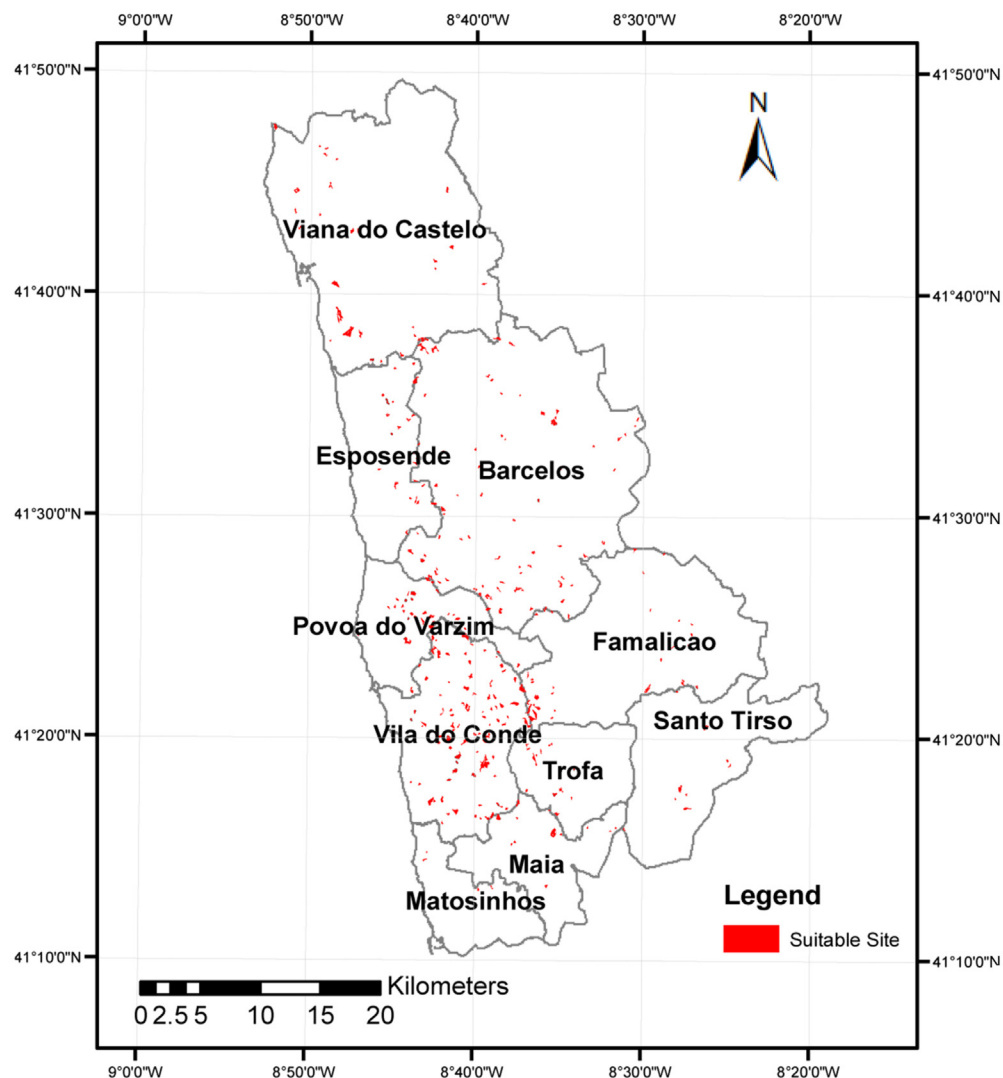 9°0'0"W 8°50'0"W 8°40'0"W 8°30'0"W 8°20'0"W
41°50'0"N 41°50'0"N
N
Viana do Castelo
41°40'0"N 41°40'0"N
Esposende
Barcelos
41°30'0"N 41°30'0"N
Povoa do Varzim
Famalicao
Santo Tirso
Vila do Conde
41°20'0"N 41°20'0"N
Trofa
Maia
Matosinhos
Legend
Suitable Site
41°10'0"N 41°10'0"N
Kilometers
0 2.5 5 10 15 20
9°0'0"W 8°50'0"W 8°40'0"W 8°30'0"W 8°20'0"W